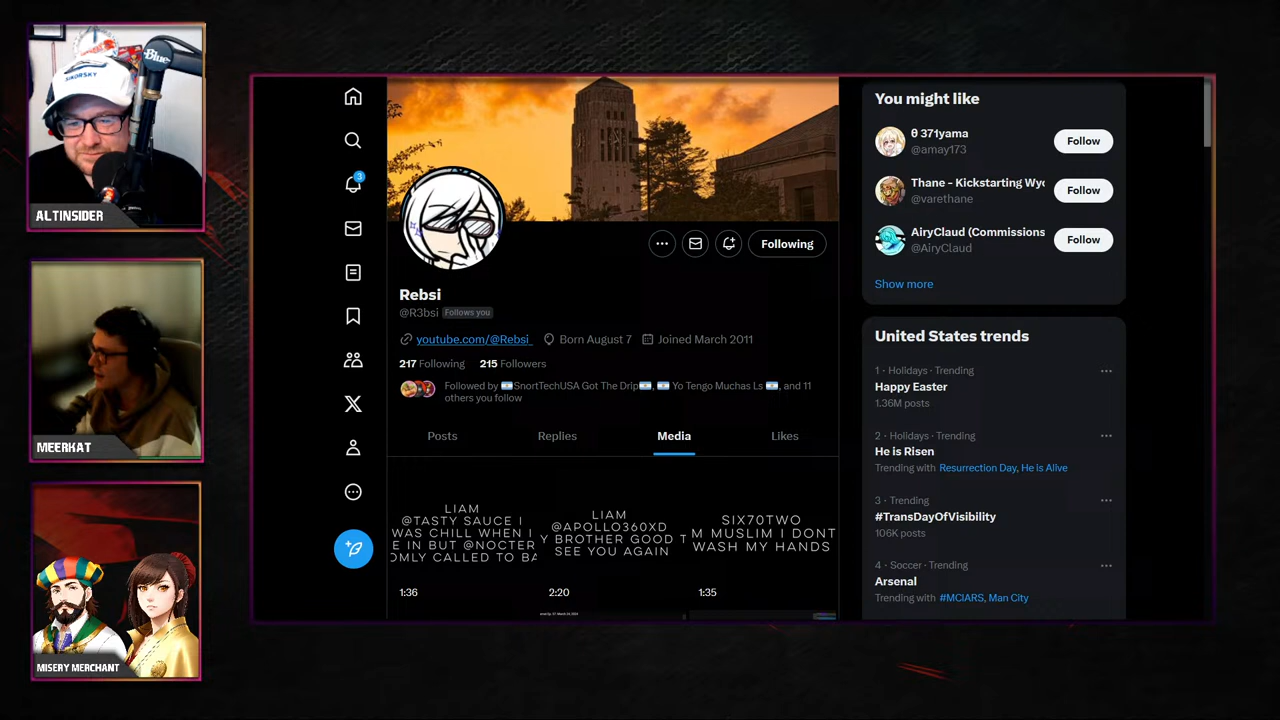 SIKORSKY
Blue
ALTINSIDER
MEERKAT
MISERY MERCHANT
3
Following
Rebsi
@R3bsi Follows you
youtube.com/@Rebsi Born August 7 Joined March 2011
217 Following 215 Followers
Followed by 🇮🇱SnortTechUSA Got The Drip🇮🇱, 🇮🇱 Yo Tengo Muchas Ls 🇮🇱, and 11
others you follow
Posts Replies Media Likes
LIAM
@TASTY SAUCE I
WAS CHILL WHEN I
E IN BUT @NOCTER
OMLY CALLED TO BA
1:36
LIAM
@APOLLO360XD
Y BROTHER GOOD T
SEE YOU AGAIN
2:20
SIX70TWO
M MUSLIM I DONT
WASH MY HANDS
1:35
You might like
θ 371yama
@amay173
Follow
Thane - Kickstarting Wyc
@varethane
Follow
AiryClaud (Commissions
@AiryClaud
Follow
Show more
United States trends
1 · Holidays · Trending
Happy Easter
1.36M posts
2 · Holidays · Trending
He is Risen
Trending with Resurrection Day, He is Alive
3 · Trending
#TransDayOfVisibility
106K posts
4 · Soccer · Trending
Arsenal
Trending with #MCIARS, Man City